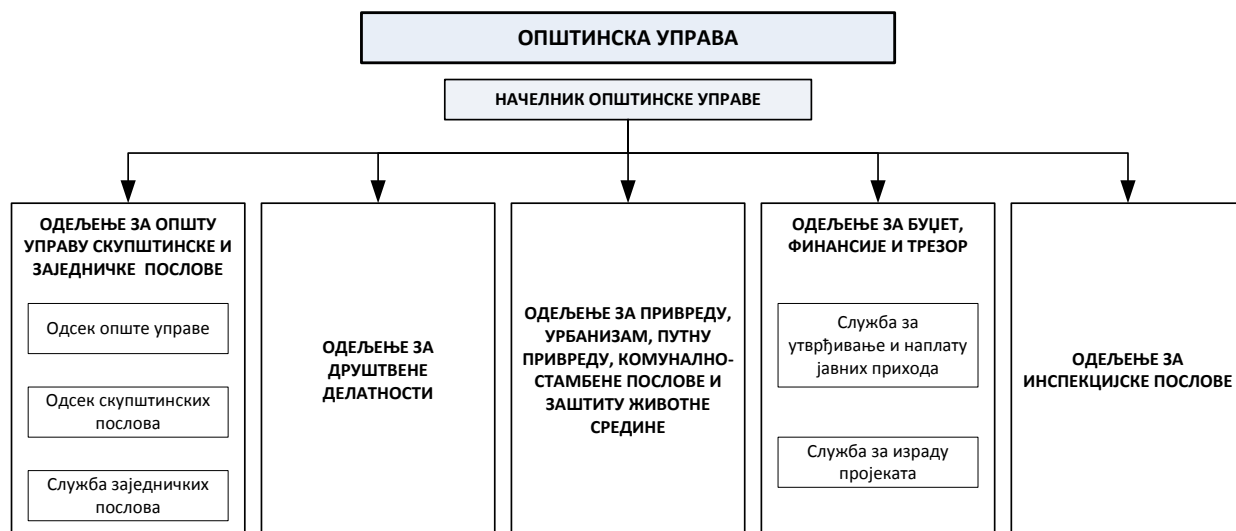 ОПШТИНСКА УПРАВА
НАЧЕЛНИК ОПШТИНСКЕ УПРАВЕ
ОДЕЉЕЊЕ ЗА ОПШТУ
УПРАВУ СКУПШТИНСКЕ И
ЗАЈЕДНИЧКЕ ПОСЛОВЕ
Одсек опште управе
Одсек скупштинских
послова
Служба заједничких
послова
ОДЕЉЕЊЕ ЗА
ДРУШТВЕНЕ
ДЕЛАТНОСТИ
ОДЕЉЕЊЕ ЗА ПРИВРЕДУ,
УРБАНИЗАМ, ПУТНУ
ПРИВРЕДУ, КОМУНАЛНО-
СТАМБЕНЕ ПОСЛОВЕ И
ЗАШТИТУ ЖИВОТНЕ
СРЕДИНЕ
ОДЕЉЕЊЕ ЗА БУЏЕТ,
ФИНАНСИЈЕ И ТРЕЗОР
Служба за
утврђивање и наплату
јавних прихода
Служба за израду
пројеката
ОДЕЉЕЊЕ ЗА
ИНСПЕКЦИЈСКЕ ПОСЛОВЕ